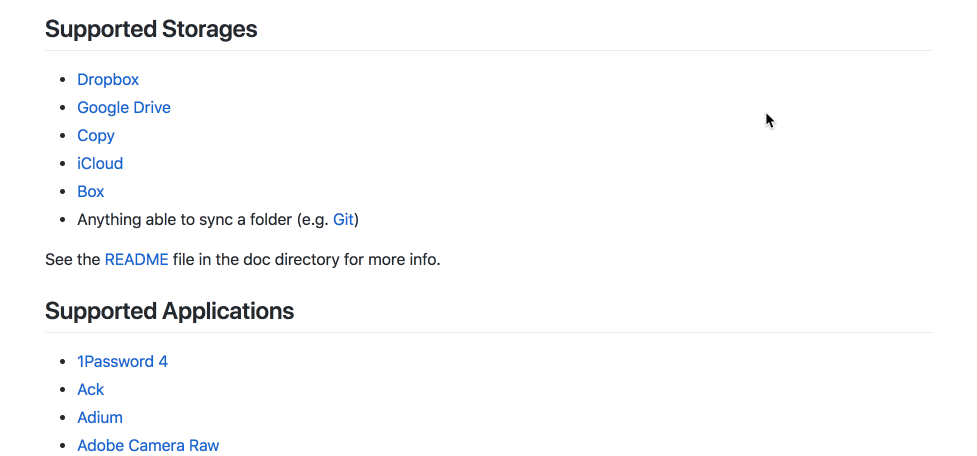 Supported Storages
Dropbox
Google Drive
Copy
iCloud
Box
Anything able to sync a folder (e.g. Git)
See the README file in the doc directory for more info.
Supported Applications
1Password 4
Ack
Adium
Adobe Camera Raw